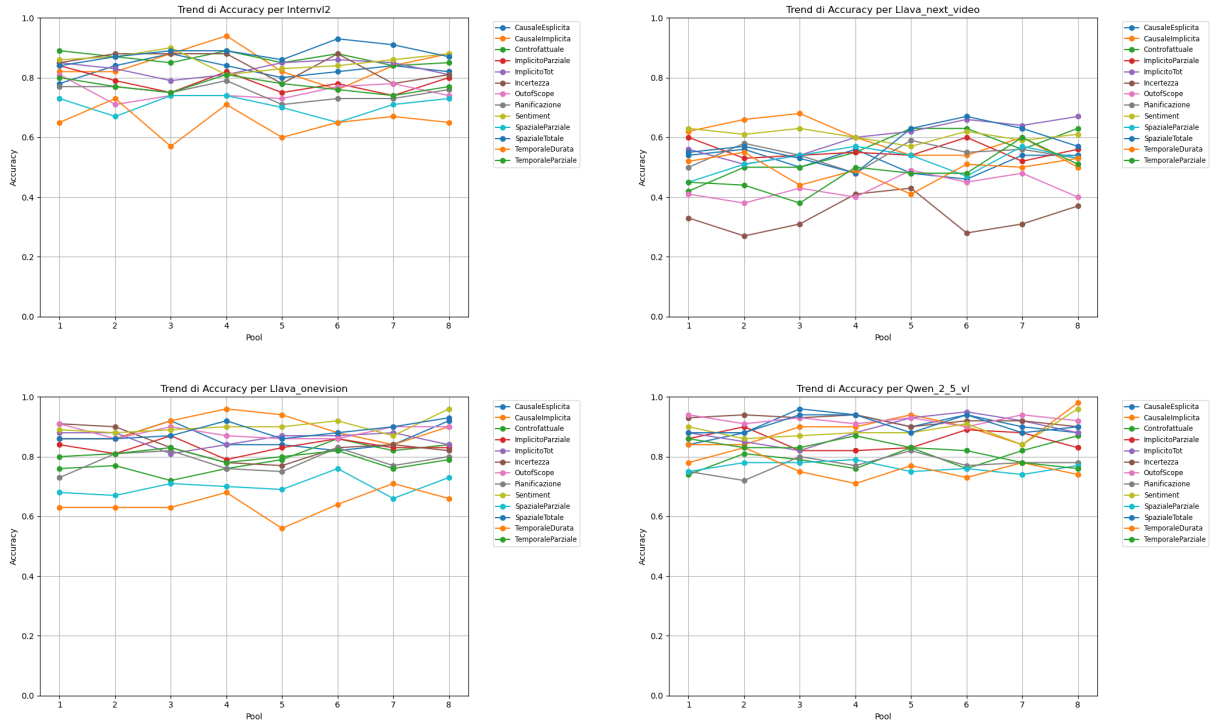 Trend di Accuracy per Internvl2
1.0
0.8
0.6
0.4
0.2
0.0
Accuracy
1 2 3 4 5 6 7 8
Pool
CausaleEsplicita
CausaleImplicita
Controfattuale
ImplicitoParziale
ImplicitoTot
Incertezza
OutofScope
Pianificazione
Sentiment
SpazialeParziale
SpazialeTotale
TemporaleDurata
TemporaleParziale
Trend di Accuracy per Llava_next_video
1.0
0.8
0.6
0.4
0.2
0.0
Accuracy
1 2 3 4 5 6 7 8
Pool
CausaleEsplicita
CausaleImplicita
Controfattuale
ImplicitoParziale
ImplicitoTot
Incertezza
OutofScope
Pianificazione
Sentiment
SpazialeParziale
SpazialeTotale
TemporaleDurata
TemporaleParziale
Trend di Accuracy per Llava_onevision
1.0
0.8
0.6
0.4
0.2
0.0
Accuracy
1 2 3 4 5 6 7 8
Pool
CausaleEsplicita
CausaleImplicita
Controfattuale
ImplicitoParziale
ImplicitoTot
Incertezza
OutofScope
Pianificazione
Sentiment
SpazialeParziale
SpazialeTotale
TemporaleDurata
TemporaleParziale
Trend di Accuracy per Qwen_2_5_vl
1.0
0.8
0.6
0.4
0.2
0.0
Accuracy
1 2 3 4 5 6 7 8
Pool
CausaleEsplicita
CausaleImplicita
Controfattuale
ImplicitoParziale
ImplicitoTot
Incertezza
OutofScope
Pianificazione
Sentiment
SpazialeParziale
SpazialeTotale
TemporaleDurata
TemporaleParziale